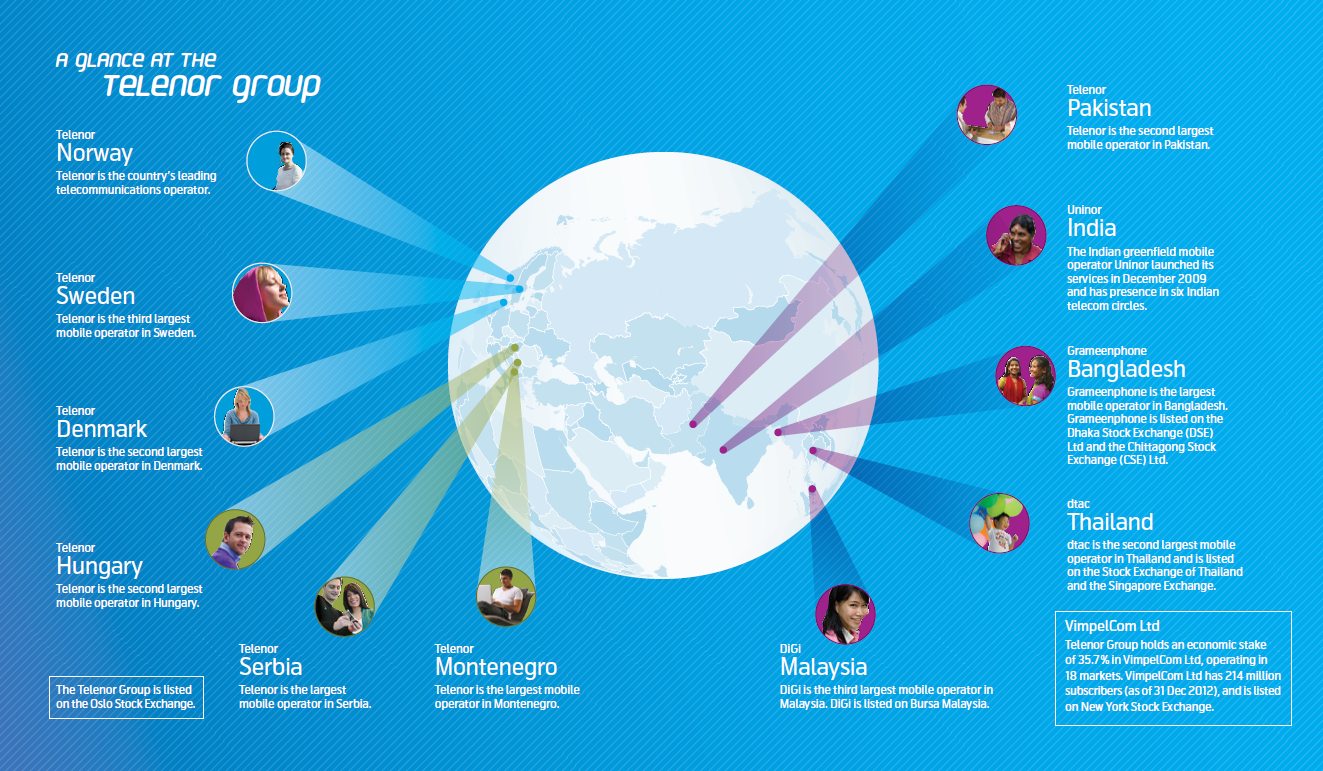 A GLANCE AT THE
TELENOR GROUP
Telenor
Norway
Telenor is the country's leading
telecommunications operator.
Telenor
Sweden
Telenor is the third largest
mobile operator in Sweden.
Telenor
Denmark
Telenor is the second largest
mobile operator in Denmark.
Telenor
Hungary
Telenor is the second largest
mobile operator in Hungary.
Telenor
Serbia
Telenor is the largest
mobile operator in Serbia.
Telenor
Montenegro
Telenor is the largest mobile
operator in Montenegro.
The Telenor Group is listed
on the Oslo Stock Exchange.
DiGi
Malaysia
DiGi is the third largest mobile operator in
Malaysia. DiGi is listed on Bursa Malaysia.
Telenor
Pakistan
Telenor is the second largest
mobile operator in Pakistan.
Uninor
India
The Indian greenfield mobile
operator Uninor launched its
services in December 2009
and has presence in six Indian
telecom circles.
Grameenphone
Bangladesh
Grameenphone is the largest
mobile operator in Bangladesh.
Grameenphone is listed on the
Dhaka Stock Exchange (DSE)
Ltd and the Chittagong Stock
Exchange (CSE) Ltd.
dtac
Thailand
dtac is the second largest mobile
operator in Thailand and is listed
on the Stock Exchange of Thailand
and the Singapore Exchange.
VimpelCom Ltd
Telenor Group holds an economic stake
of 35.7% in VimpelCom Ltd, operating in
18 markets. VimpelCom Ltd has 214 million
subscribers (as of 31 Dec 2012), and is listed
on New York Stock Exchange.